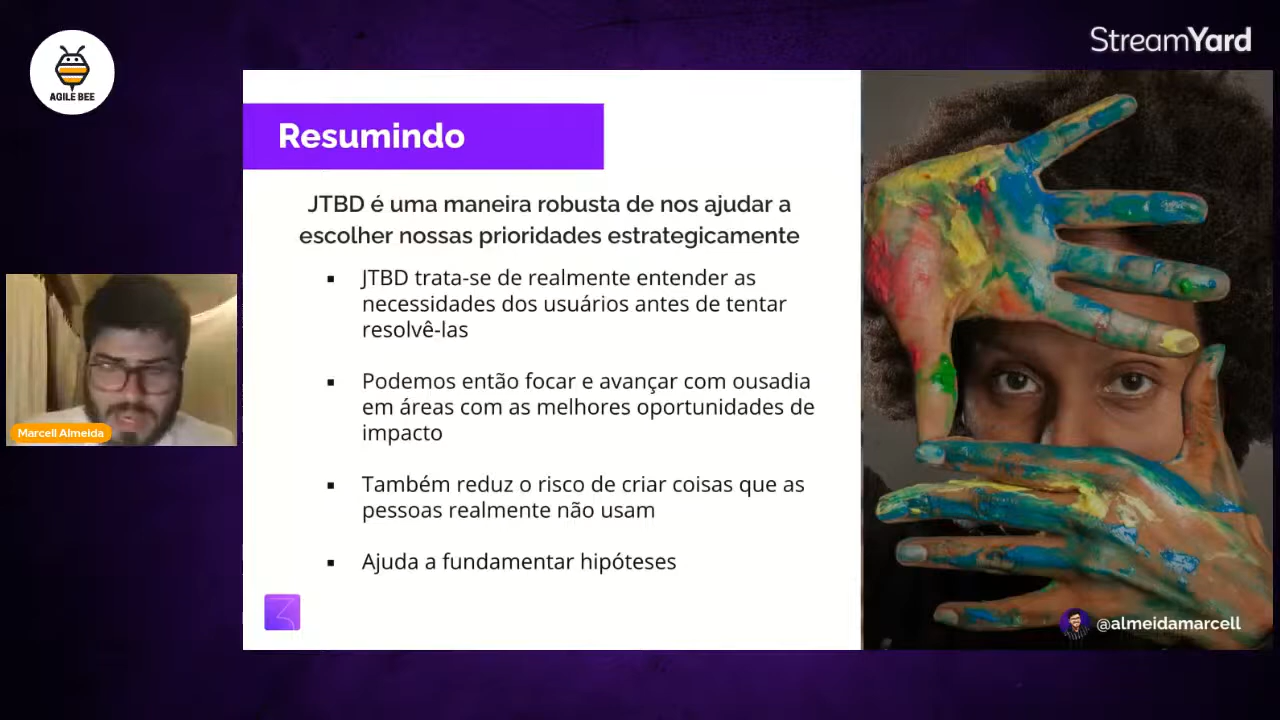 AGILE BEE
StreamYard
Resumindo
JTBD é uma maneira robusta de nos ajudar a
escolher nossas prioridades estrategicamente
▪ JTBD trata-se de realmente entender as
necessidades dos usuários antes de tentar
resolvê-las
▪ Podemos então focar e avançar com ousadia
em áreas com as melhores oportunidades de
impacto
▪ Também reduz o risco de criar coisas que as
pessoas realmente não usam
▪ Ajuda a fundamentar hipóteses
Marcell Almeida
@almeidamarcell